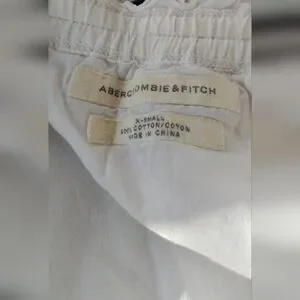 ABERCROMBIE & FITCH
X-SMALL
100% COTTON/COTON
MADE IN CHINA